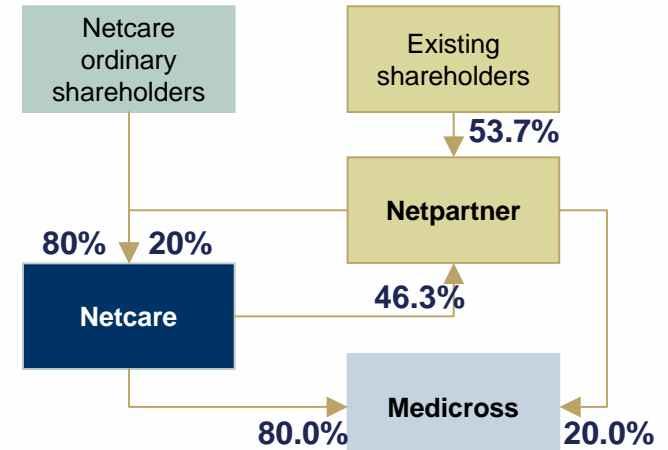 Netcare
ordinary
shareholders
Existing
shareholders
53.7%
Netpartner
80% 20%
46.3%
Netcare
Medicross
80.0%
20.0%